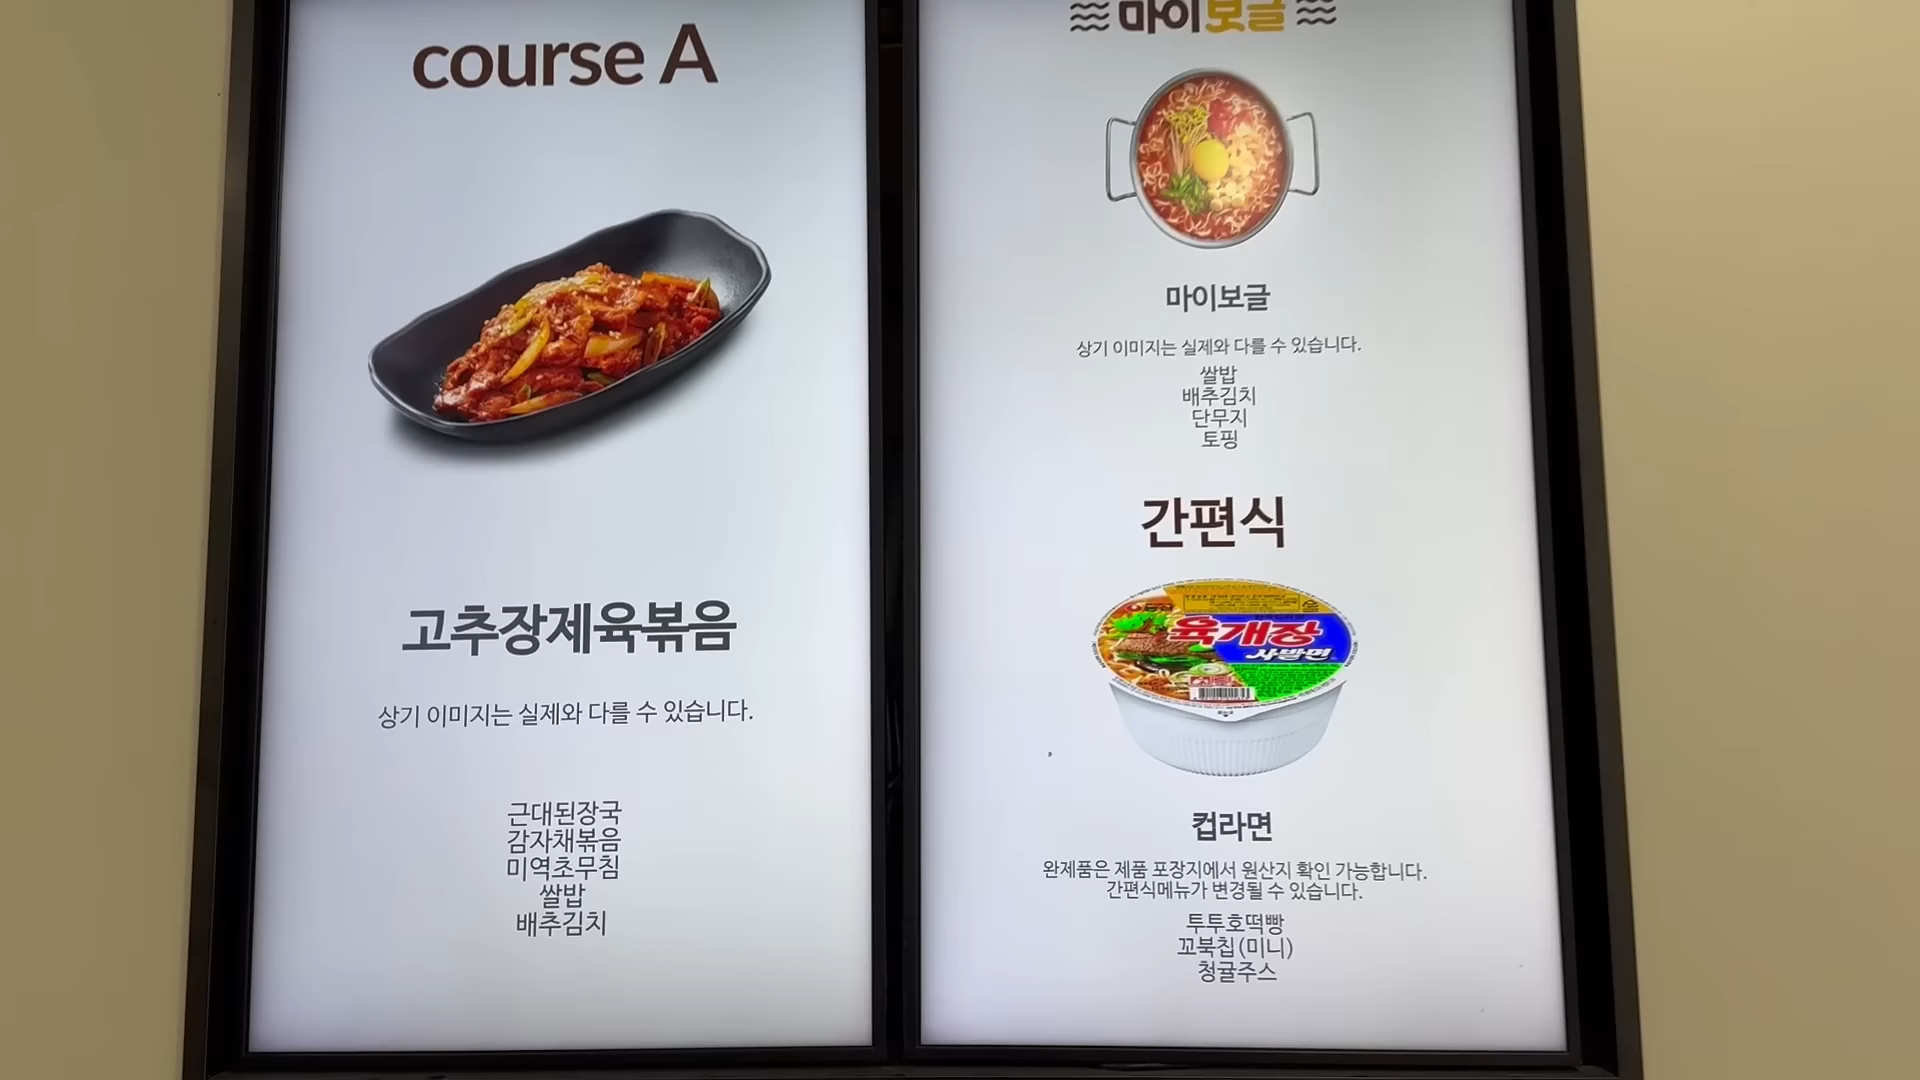 course A
고추장제육볶음
상기 이미지는 실제와 다를 수 있습니다.
근대된장국
감자채볶음
미역초무침
쌀밥
배추김치
마이보글
마이보글
상기 이미지는 실제와 다를 수 있습니다.
쌀밥
배추김치
단무지
토핑
간편식
육개장
사발면
컵라면
완제품은 제품 포장지에서 원산지 확인 가능합니다.
간편식메뉴가 변경될 수 있습니다.
투투호떡빵
꼬북칩(미니)
청귤주스